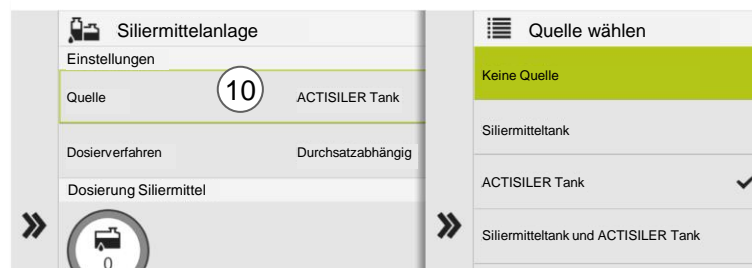 Siliermittelanlage
Einstellungen
Quelle 10 ACTISILER Tank
Dosierverfahren Durchsatzabhängig
Dosierung Siliermittel
0
Quelle wählen
Keine Quelle
Siliermitteltank
ACTISILER Tank
Siliermitteltank und ACTISILER Tank